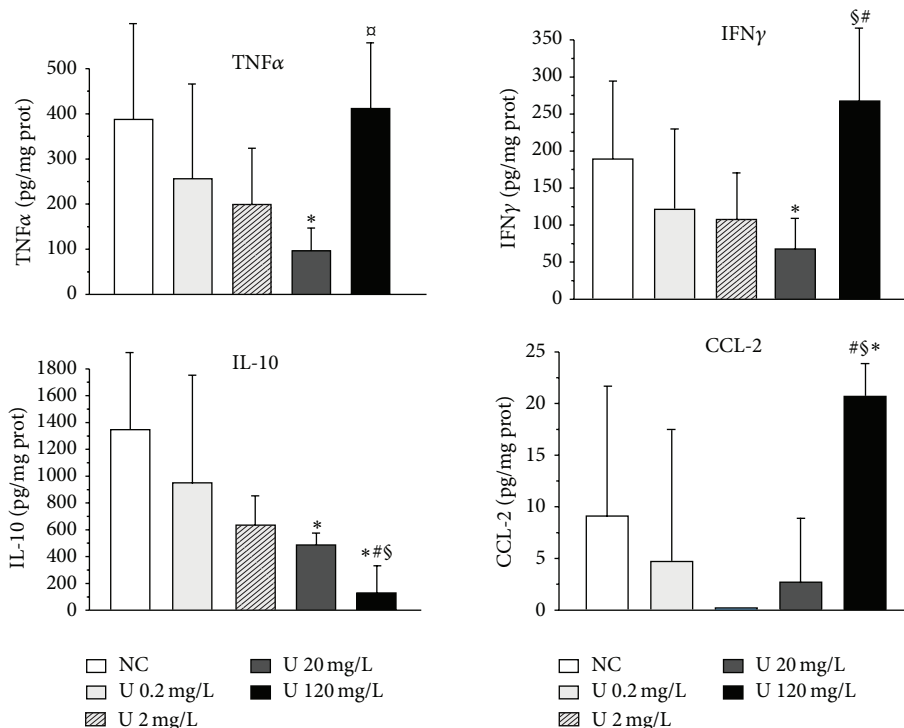 TNFα
¤
TNFα (pg/mg prot)
500
400
300
200
100
0
*
IFNγ
§#
IFNγ (pg/mg prot)
350
300
250
200
150
100
50
0
*
IL-10
IL-10 (pg/mg prot)
1800
1600
1400
1200
1000
800
600
400
200
0
*
*#§
CCL-2
#§*
CCL-2 (pg/mg prot)
25
20
15
10
5
0
NC
U 0.2 mg/L
U 2 mg/L
U 20 mg/L
U 120 mg/L
NC
U 0.2 mg/L
U 2 mg/L
U 20 mg/L
U 120 mg/L